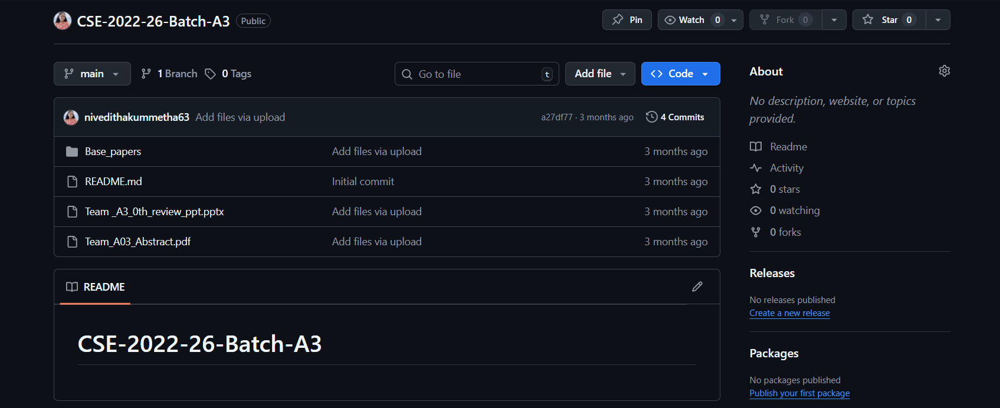 CSE-2022-26-Batch-A3 Public Pin Watch 0 Fork 0 Star 0
main 1 Branch 0 Tags Go to file t Add file Code
nivedithakummetha63 Add files via upload a27df77 · 3 months ago 4 Commits
Base_papers Add files via upload 3 months ago
README.md Initial commit 3 months ago
Team _A3_0th_review_ppt.pptx Add files via upload 3 months ago
Team_A03_Abstract.pdf Add files via upload 3 months ago
README
CSE-2022-26-Batch-A3
About
No description, website, or topics
provided.
Readme
Activity
0 stars
0 watching
0 forks
Releases
No releases published
Create a new release
Packages
No packages published
Publish your first package